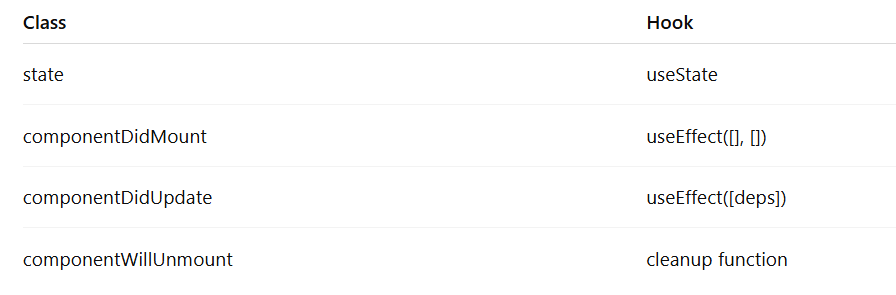 Class Hook
state useState
componentDidMount useEffect([], [])
componentDidUpdate useEffect([deps])
componentWillUnmount cleanup function